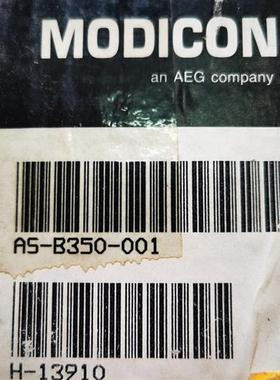 MODICON
an AEG company
AS-B350-001
H-13910